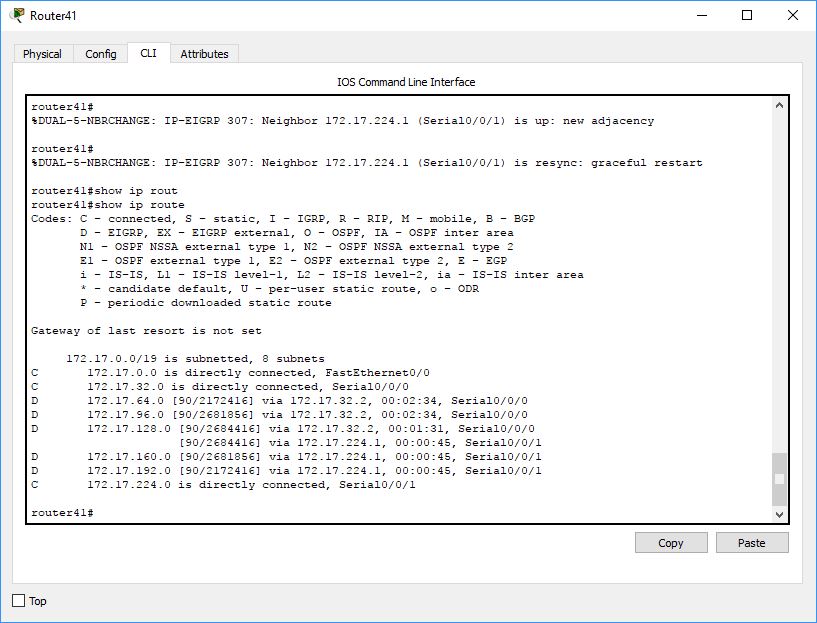 Router41
Physical Config CLI Attributes
IOS Command Line Interface
router41#
%DUAL-5-NBRCHANGE: IP-EIGRP 307: Neighbor 172.17.224.1 (Serial0/0/1) is up: new adjacency
router41#
%DUAL-5-NBRCHANGE: IP-EIGRP 307: Neighbor 172.17.224.1 (Serial0/0/1) is resync: graceful restart
router41#show ip rout
router41#show ip route
Codes: C - connected, S - static, I - IGRP, R - RIP, M - mobile, B - BGP
       D - EIGRP, EX - EIGRP external, O - OSPF, IA - OSPF inter area
       N1 - OSPF NSSA external type 1, N2 - OSPF NSSA external type 2
       E1 - OSPF external type 1, E2 - OSPF external type 2, E - EGP
       i - IS-IS, L1 - IS-IS level-1, L2 - IS-IS level-2, ia - IS-IS inter area
       * - candidate default, U - per-user static route, o - ODR
       P - periodic downloaded static route
Gateway of last resort is not set
     172.17.0.0/19 is subnetted, 8 subnets
C       172.17.0.0 is directly connected, FastEthernet0/0
C       172.17.32.0 is directly connected, Serial0/0/0
D       172.17.64.0 [90/2172416] via 172.17.32.2, 00:02:34, Serial0/0/0
D       172.17.96.0 [90/2681856] via 172.17.32.2, 00:02:34, Serial0/0/0
D       172.17.128.0 [90/2684416] via 172.17.32.2, 00:01:31, Serial0/0/0
                     [90/2684416] via 172.17.224.1, 00:00:45, Serial0/0/1
D       172.17.160.0 [90/2681856] via 172.17.224.1, 00:00:45, Serial0/0/1
D       172.17.192.0 [90/2172416] via 172.17.224.1, 00:00:45, Serial0/0/1
C       172.17.224.0 is directly connected, Serial0/0/1
router41#
Copy Paste
Top